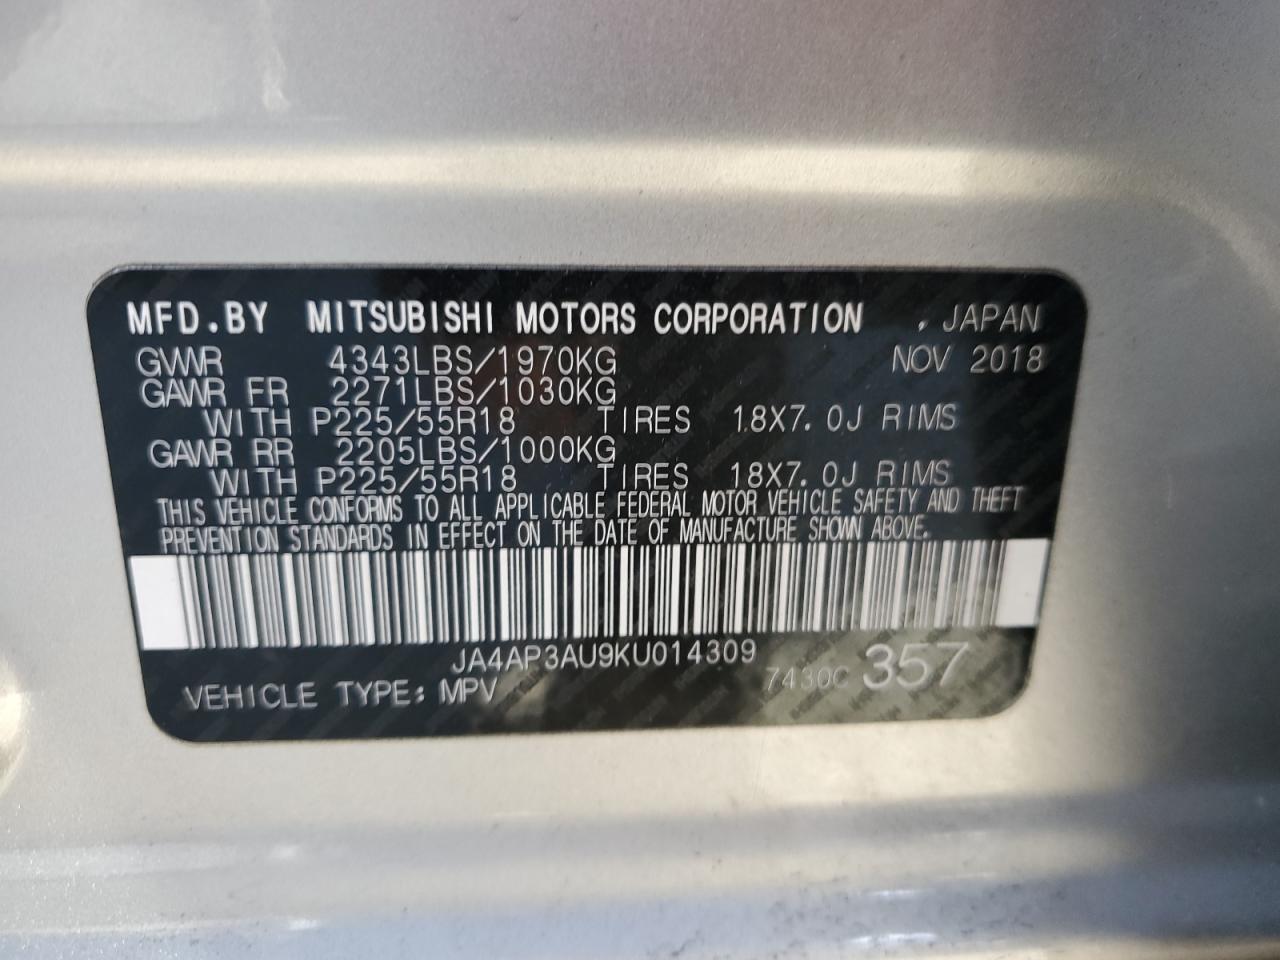 MFD.BY MITSUBISHI MOTORS CORPORATION , JAPAN
GVWR 4343LBS/1970KG NOV 2018
GAWR FR 2271LBS/1030KG
WITH P225/55R18 TIRES 18X7.0J RIMS
GAWR RR 2205LBS/1000KG
WITH P225/55R18 TIRES 18X7.0J RIMS
THIS VEHICLE CONFORMS TO ALL APPLICABLE FEDERAL MOTOR VEHICLE SAFETY AND THEFT
PREVENTION STANDARDS IN EFFECT ON THE DATE OF MANUFACTURE SHOWN ABOVE.
JA4AP3AU9KU014309
7430C 357
VEHICLE TYPE: MPV